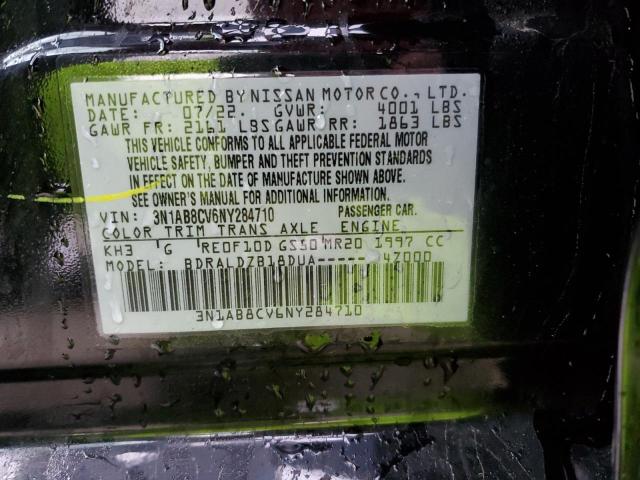 MANUFACTURED BY NISSAN MOTOR CO., LTD.
DATE: 07/22. GVWR: 4001 LBS
GAWR FR: 2161 LBS GAWR RR: 1863 LBS
THIS VEHICLE CONFORMS TO ALL APPLICABLE FEDERAL MOTOR
VEHICLE SAFETY, BUMPER AND THEFT PREVENTION STANDARDS
IN EFFECT ON THE DATE OF MANUFACTURE SHOWN ABOVE.
SEE OWNER'S MANUAL FOR ADDITIONAL INFORMATION.
VIN: 3N1AB8CV6NY284710 PASSENGER CAR.
COLOR TRIM TRANS AXLE ENGINE
KH3 G RE0F10D GS50 MR20 1997 CC
MODEL: BDRALDZB18DUA----- 4Z000
3N1AB8CV6NY284710